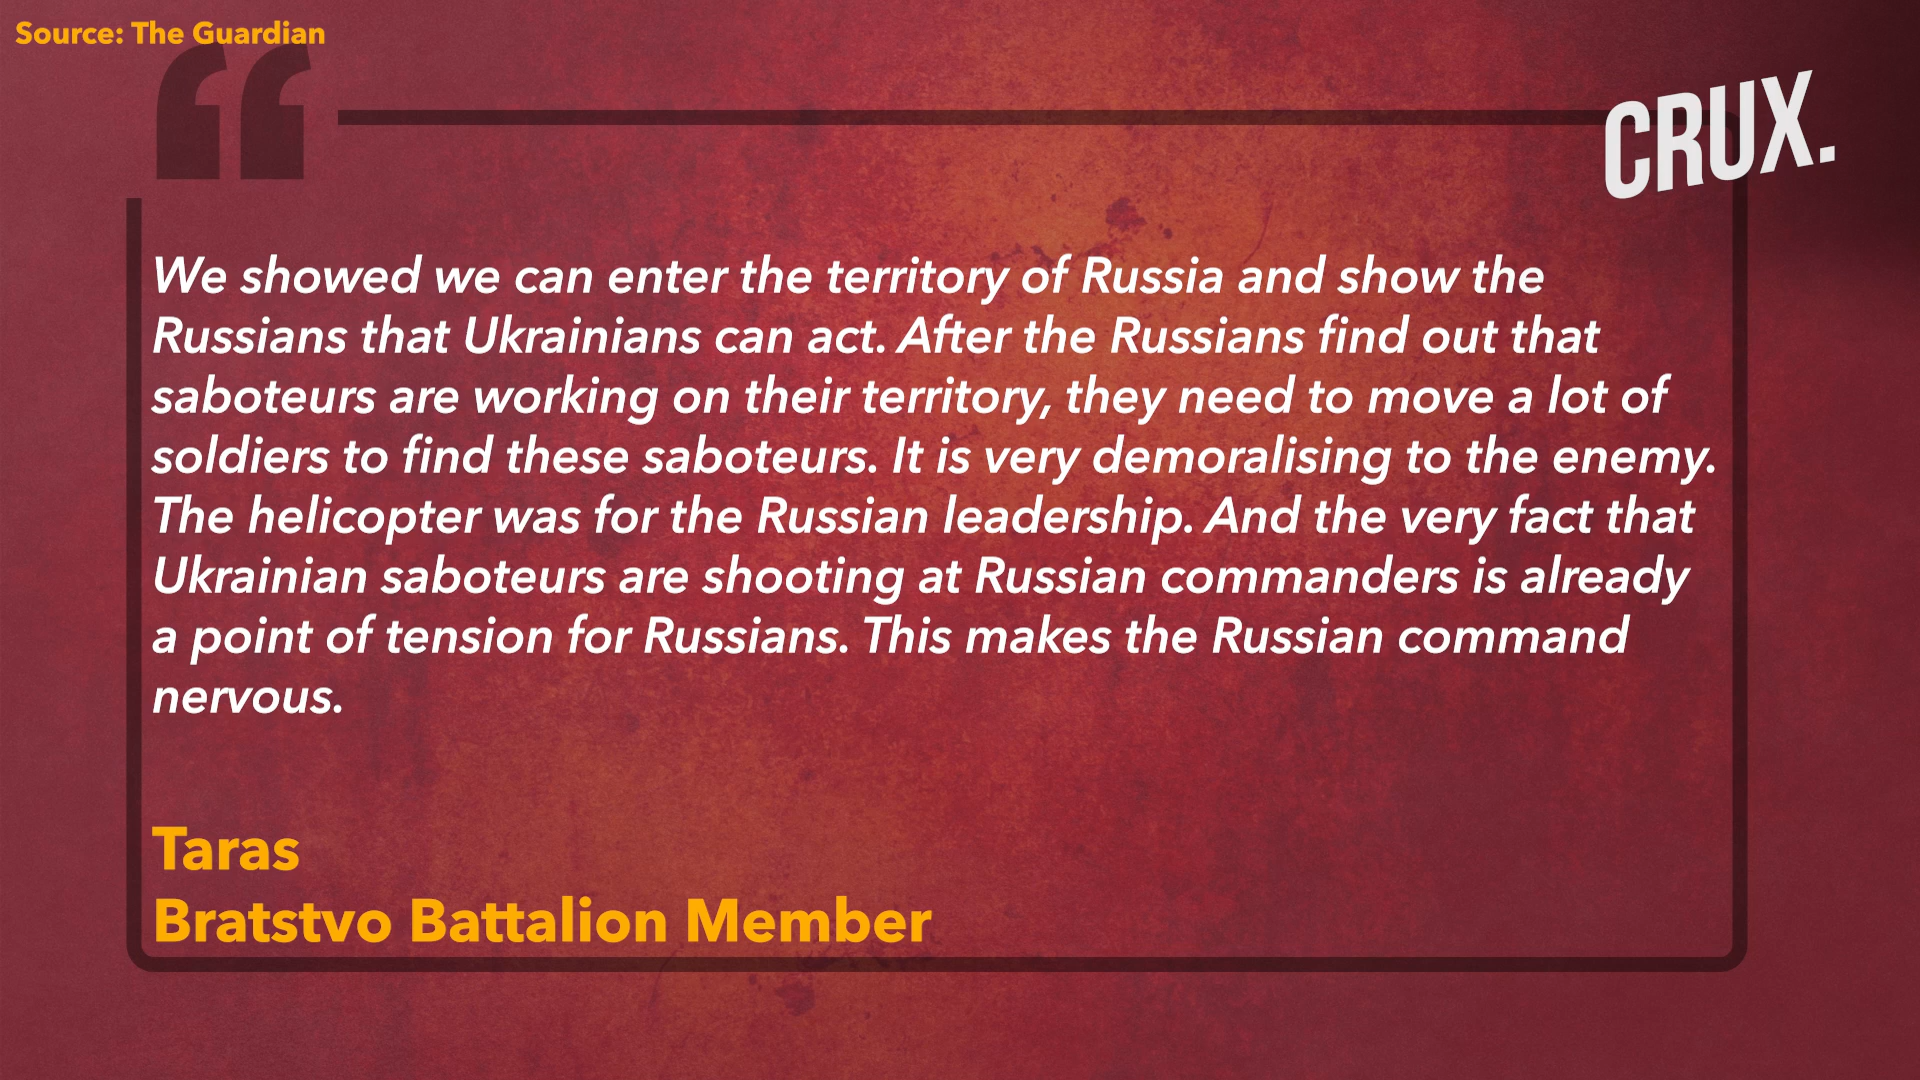 Source: The Guardian
“
CRUX.
We showed we can enter the territory of Russia and show the
Russians that Ukrainians can act. After the Russians find out that
saboteurs are working on their territory, they need to move a lot of
soldiers to find these saboteurs. It is very demoralising to the enemy.
The helicopter was for the Russian leadership. And the very fact that
Ukrainian saboteurs are shooting at Russian commanders is already
a point of tension for Russians. This makes the Russian command
nervous.
Taras
Bratstvo Battalion Member